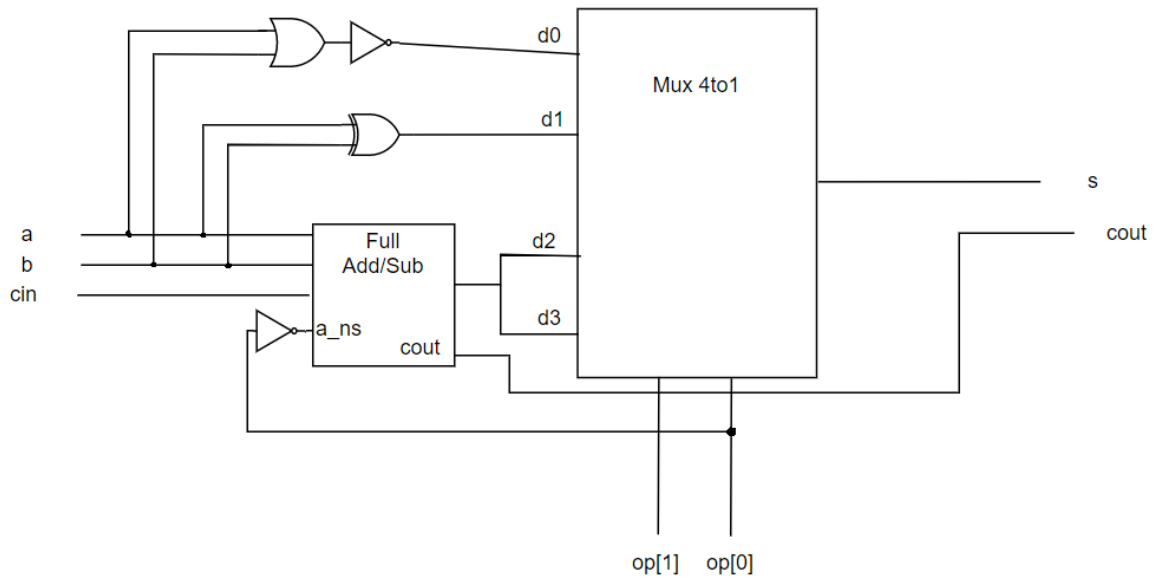 d0
Mux 4to1
d1
s
a
Full
Add/Sub
d2
cout
b
cin
a_ns
d3
cout
op[1]
op[0]